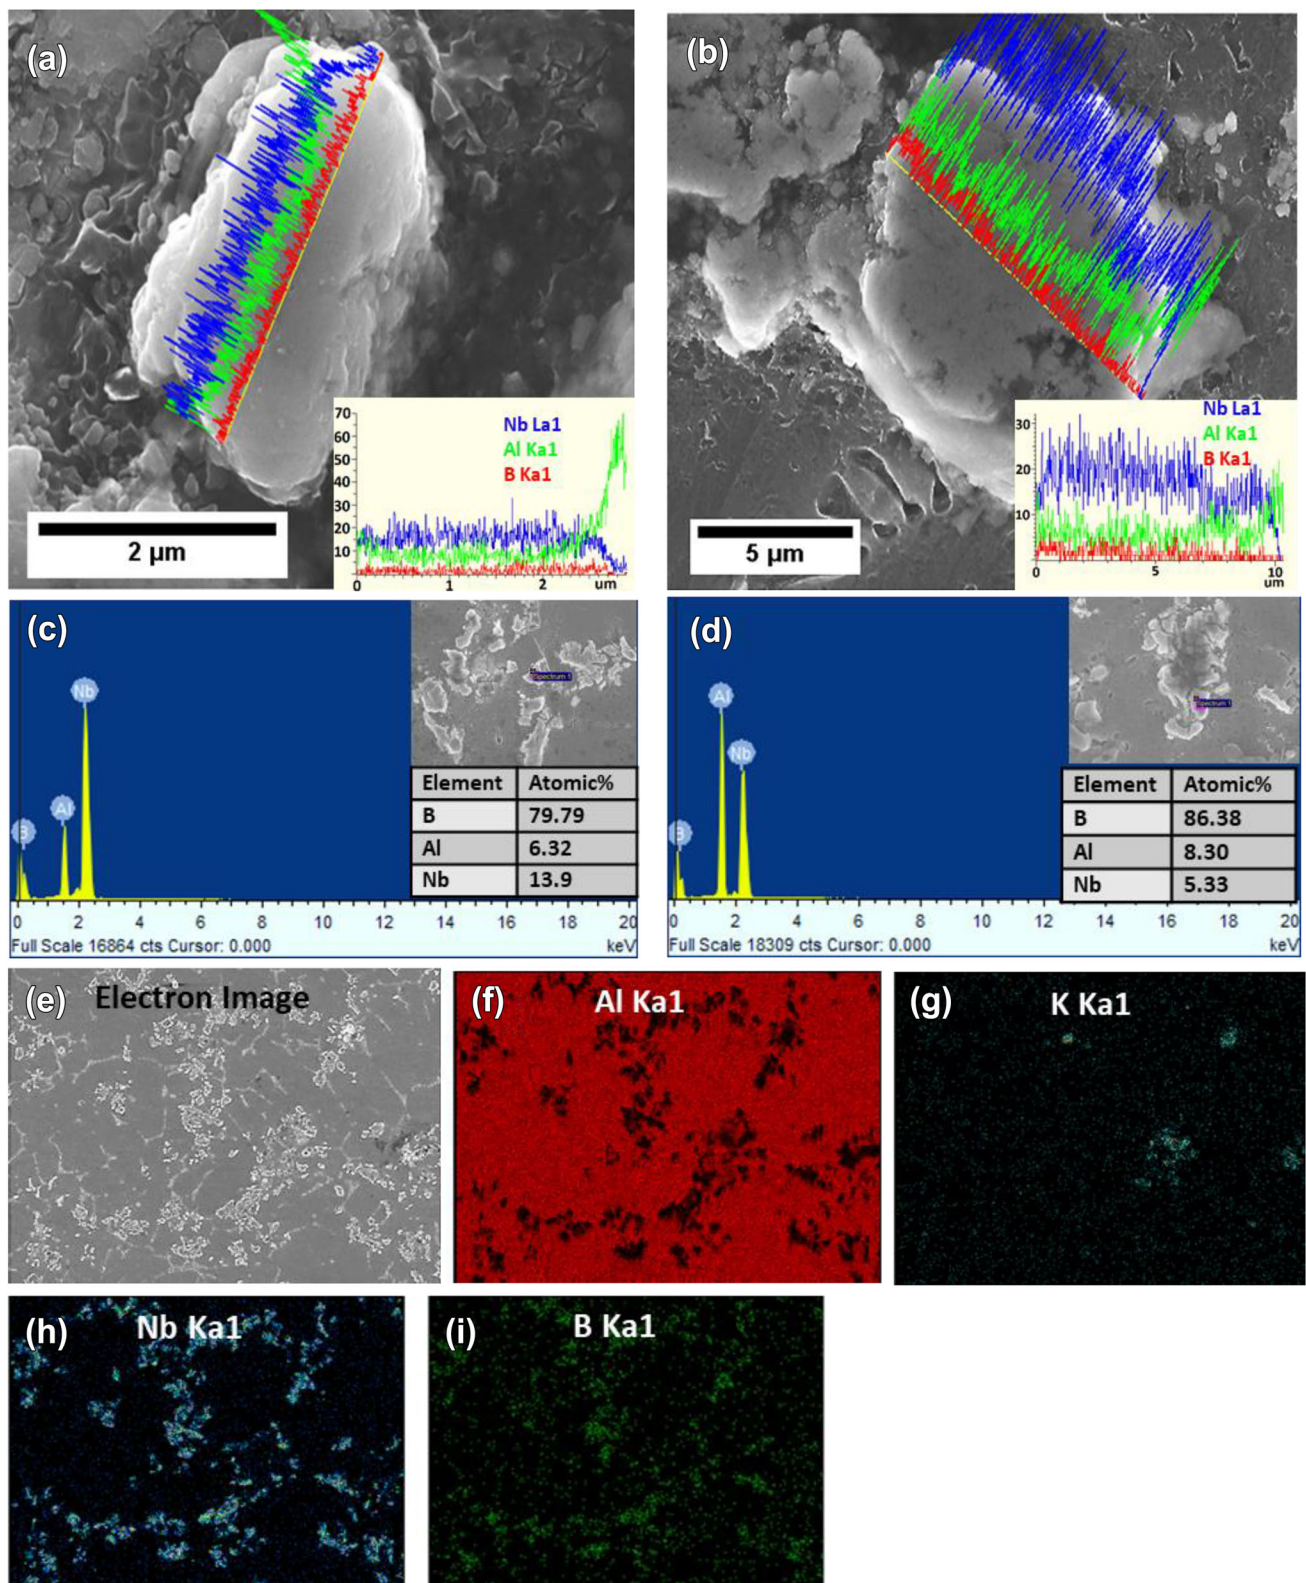 (a)
2 µm
70
60
50
40
30
20
10
Nb La1
Al Ka1
B Ka1
0 1 2 um
(b)
5 µm
30
20
10
Nb La1
Al Ka1
B Ka1
0 5 10
um
(c)
Nb
Al
B
Spectrum 1
Element Atomic%
B 79.79
Al 6.32
Nb 13.9
0 2 4 6 8 10 12 14 16 18 20
Full Scale 16864 cts Cursor: 0.000 keV
(d)
Al
Nb
B
Spectrum 1
Element Atomic%
B 86.38
Al 8.30
Nb 5.33
0 2 4 6 8 10 12 14 16 18 20
Full Scale 18309 cts Cursor: 0.000 keV
(e) Electron Image
(f) Al Ka1
(g) K Ka1
(h) Nb Ka1
(i) B Ka1